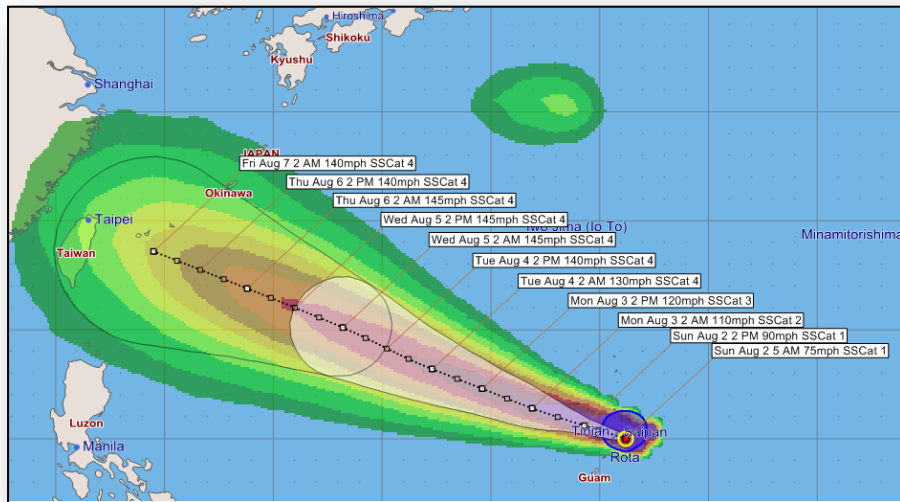 Hiroshima
Shikoku
Kyushu
Shanghai
JAPAN
Fri Aug 7 2 AM 140mph SSCat 4
Thu Aug 6 2 PM 140mph SSCat 4
Okinawa
Thu Aug 6 2 AM 145mph SSCat 4
Wed Aug 5 2 PM 145mph SSCat 4
Taipei
Iwo Jima (Io To)
Minamitorishima
Wed Aug 5 2 AM 145mph SSCat 4
Taiwan
Tue Aug 4 2 PM 140mph SSCat 4
Tue Aug 4 2 AM 130mph SSCat 4
Mon Aug 3 2 PM 120mph SSCat 3
Mon Aug 3 2 AM 110mph SSCat 2
Sun Aug 2 2 PM 90mph SSCat 1
Sun Aug 2 5 AM 75mph SSCat 1
Luzon
Tinian Saipan
Manila
Rota
Guam